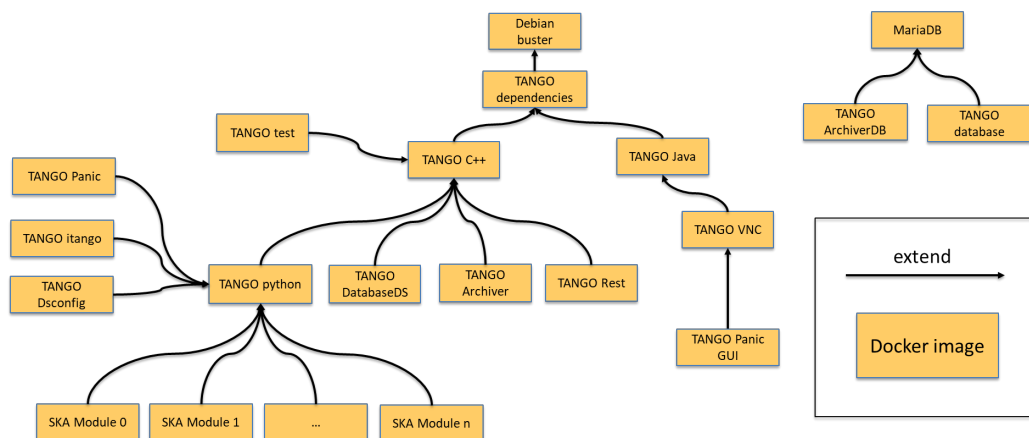 Debian
buster
MariaDB
TANGO
dependencies
TANGO
ArchiverDB
TANGO
database
TANGO test
TANGO C++
TANGO Java
TANGO Panic
TANGO itango
TANGO VNC
TANGO
Dsconfig
TANGO python
TANGO
DatabaseDS
TANGO
Archiver
TANGO Rest
extend
TANGO Panic
GUI
Docker image
SKA Module 0
SKA Module 1
...
SKA Module n